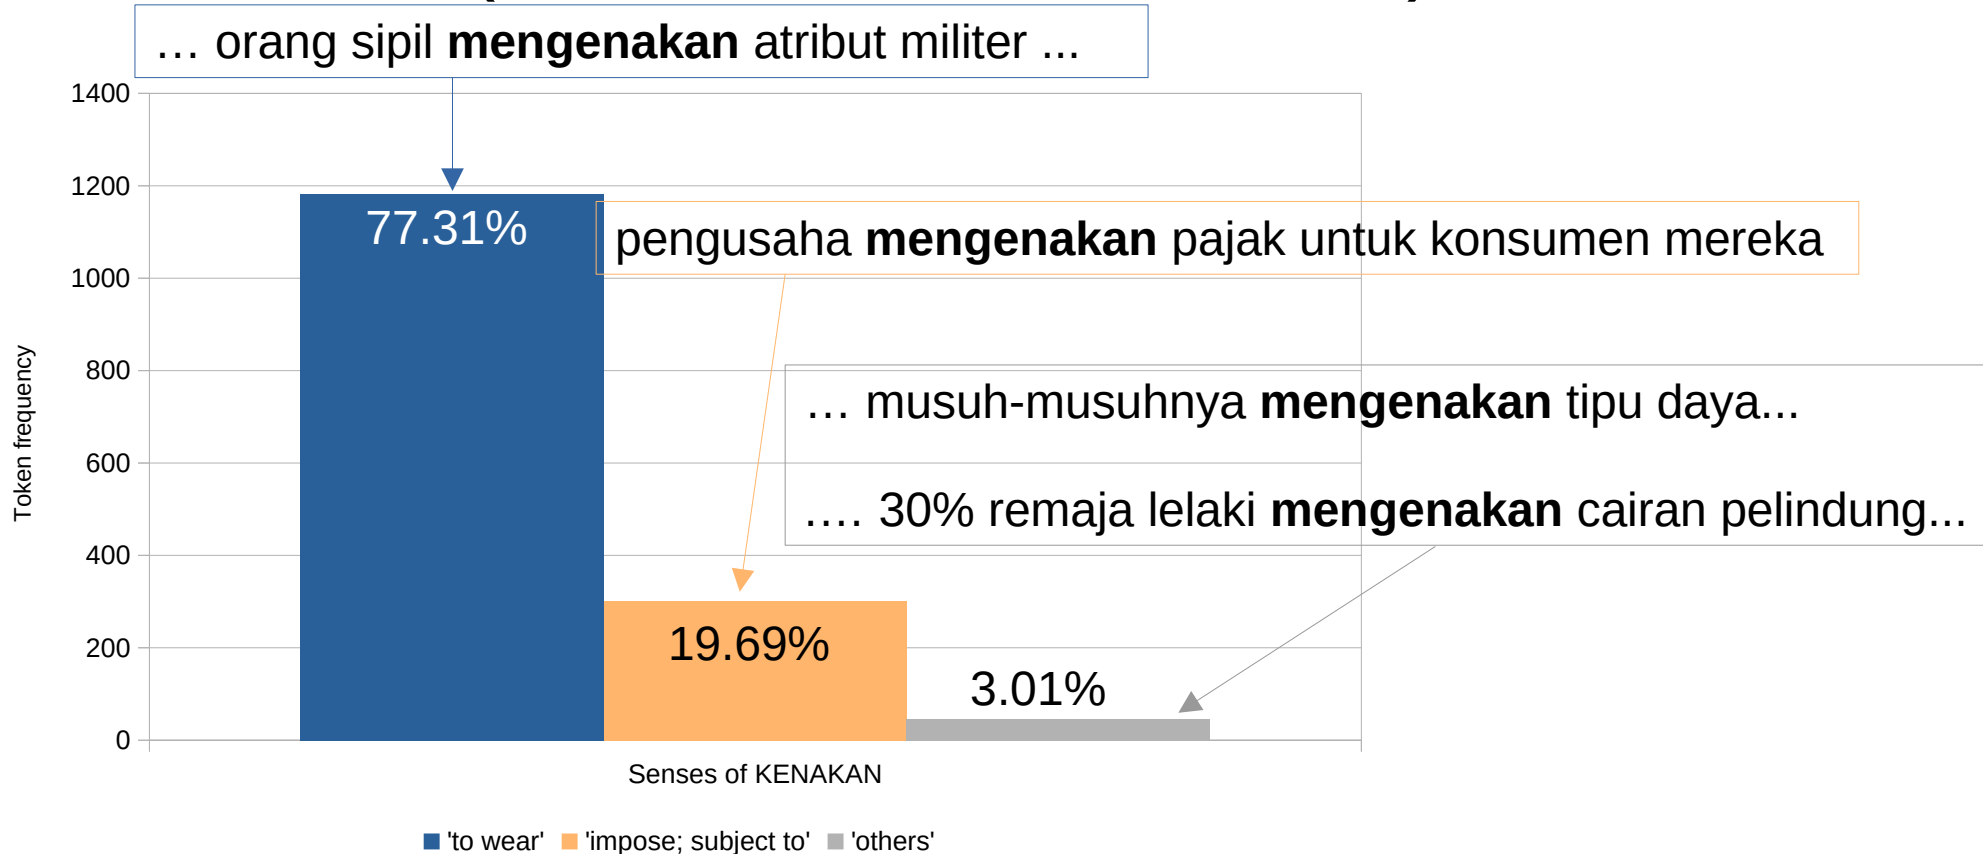 … orang sipil mengenakan atribut militer ...
1400
1200
77.31%
pengusaha mengenakan pajak untuk konsumen mereka
1000
800
… musuh-musuhnya mengenakan tipu daya...
600
…. 30% remaja lelaki mengenakan cairan pelindung...
400
19.69%
200
3.01%
0
Token frequency
Senses of KENAKAN
'to wear' 'impose; subject to' 'others'